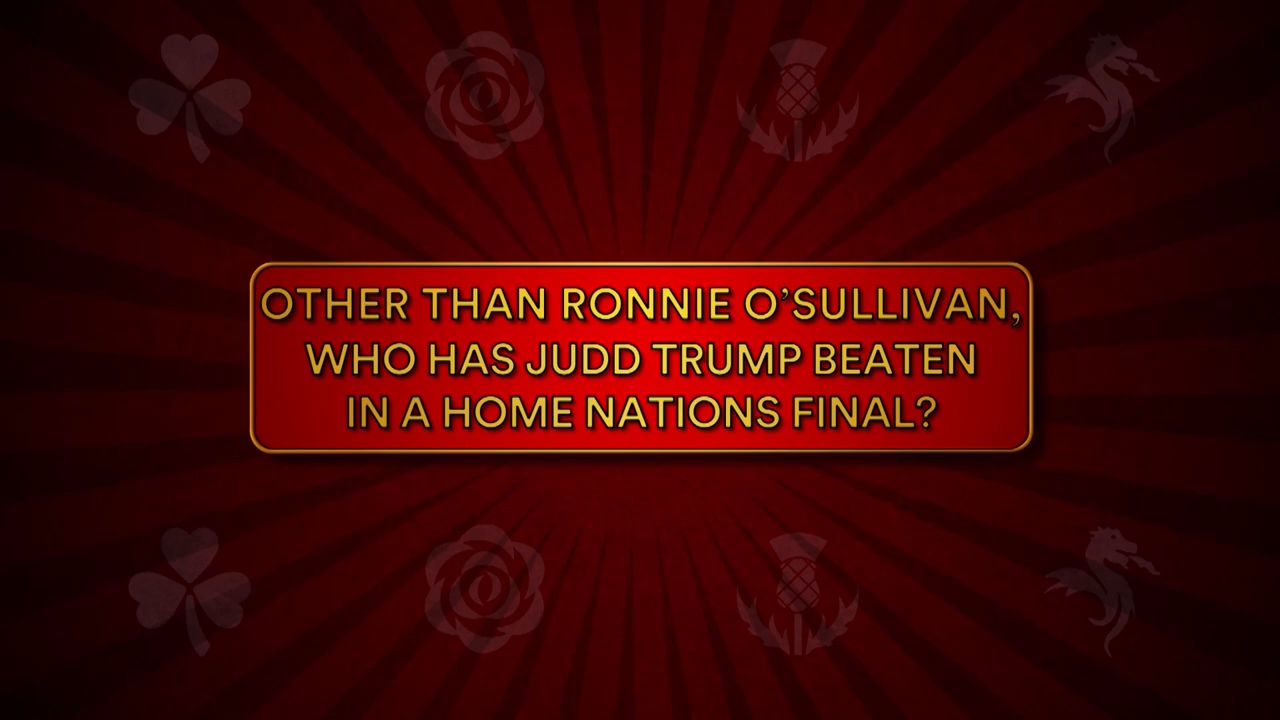 OTHER THAN RONNIE O’SULLIVAN,
WHO HAS JUDD TRUMP BEATEN
IN A HOME NATIONS FINAL?